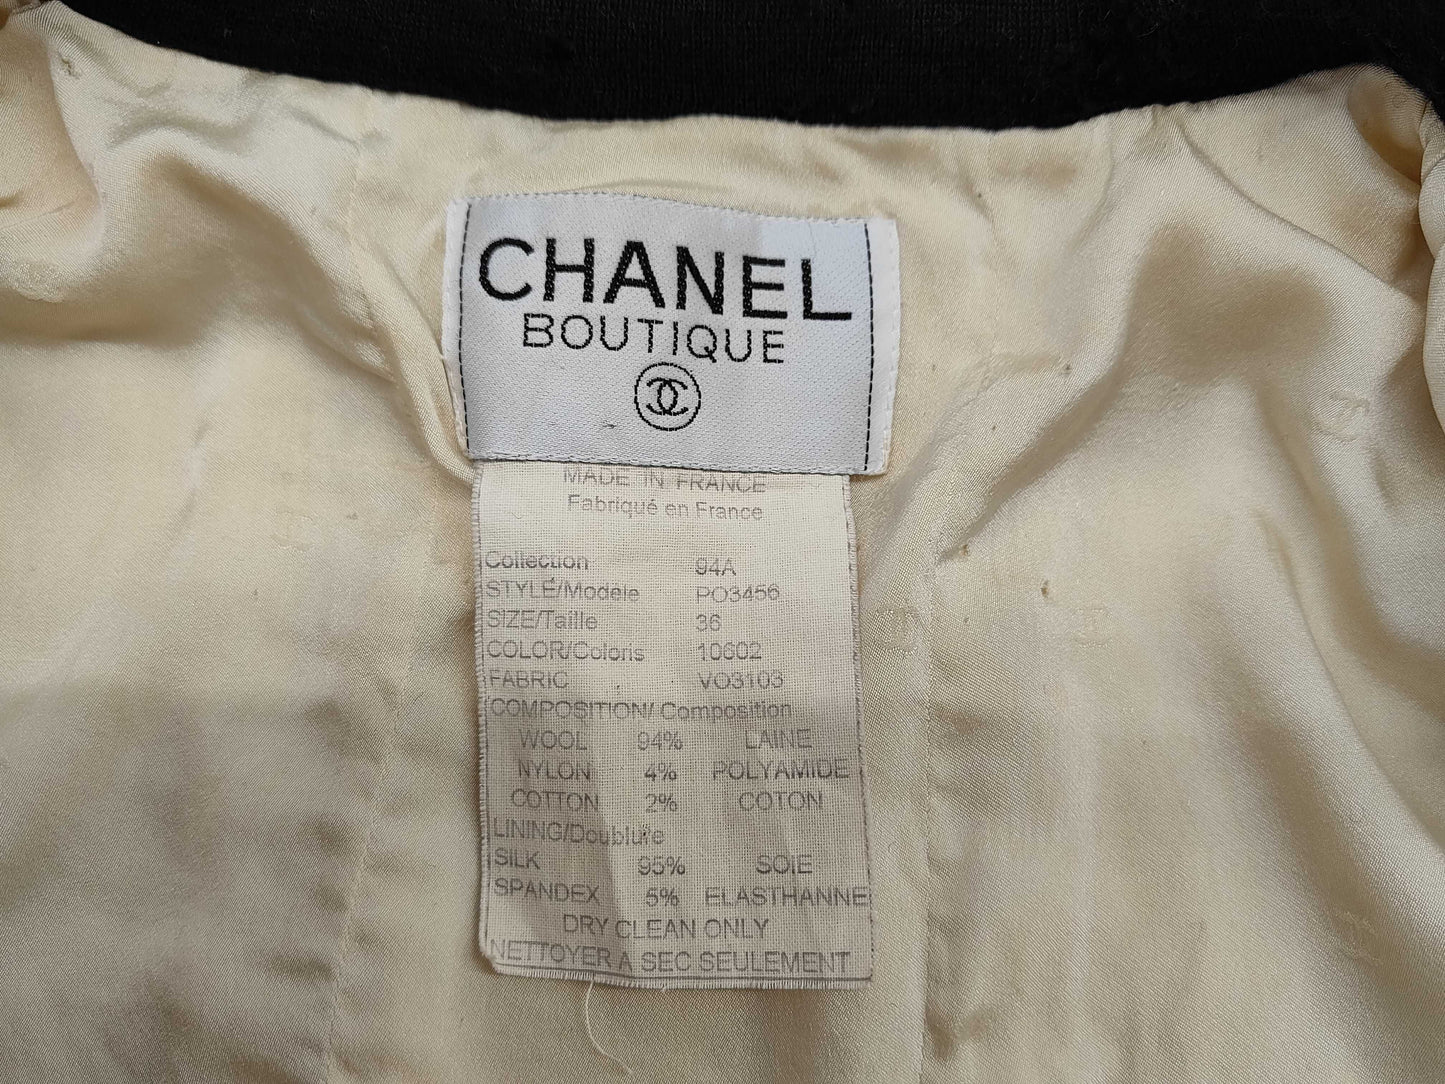 CHANEL
BOUTIQUE
MADE IN FRANCE
Fabriqué en France
Collection 94A
STYLE/Modèle PO3456
SIZE/Taille 36
COLOR/Coloris 10602
FABRIC VO3103
COMPOSITION/ Composition
WOOL 94% LAINE
NYLON 4% POLYAMIDE
COTTON 2% COTON
LINING/Doublure
SILK 95% SOIE
SPANDEX 5% ELASTHANNE
DRY CLEAN ONLY
NETTOYER A SEC SEULEMENT